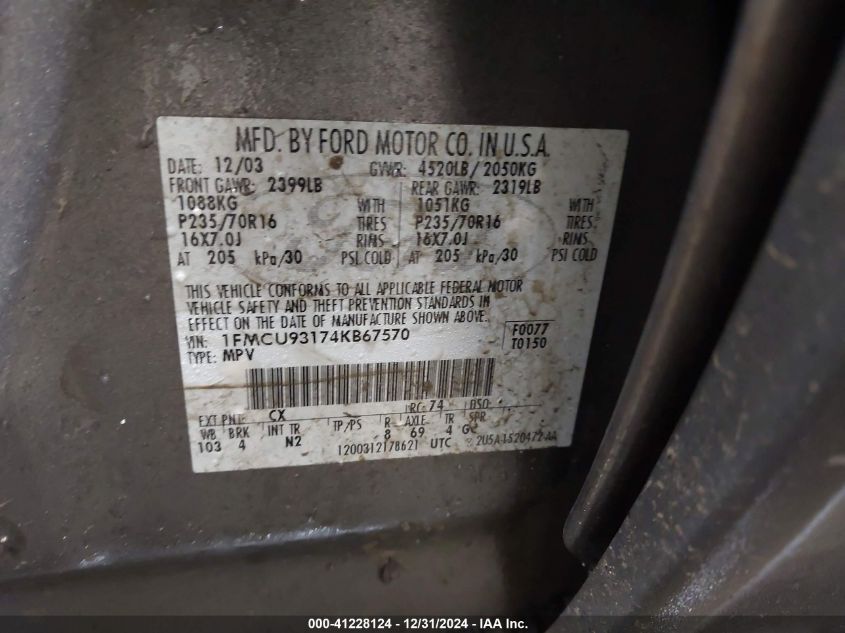 MFD. BY FORD MOTOR CO. IN U.S.A.
DATE: 12/03 GVWR: 4520LB / 2050KG
FRONT GAWR: 2399LB REAR GAWR: 2319LB
1088KG WITH 1051KG WITH
P235/70R16 TIRES P235/70R16 TIRES
16X7.0J RIMS 16X7.0J RIMS
AT 205 kPa/30 PSI COLD AT 205 kPa/30 PSI COLD
THIS VEHICLE CONFORMS TO ALL APPLICABLE FEDERAL MOTOR
VEHICLE SAFETY AND THEFT PREVENTION STANDARDS IN
EFFECT ON THE DATE OF MANUFACTURE SHOWN ABOVE.
VIN: 1FMCU93174KB67570 F0077
TYPE: MPV T0150
EXT PNT: CX RC: 74 DSO:
WB BRK INT TR TP/PS R AXLE TR SPR
103 4 N2 8 69 4 GC
1200312178621 UTC 2U5A-1520472-AA
000-41228124 - 12/31/2024 - IAA Inc.